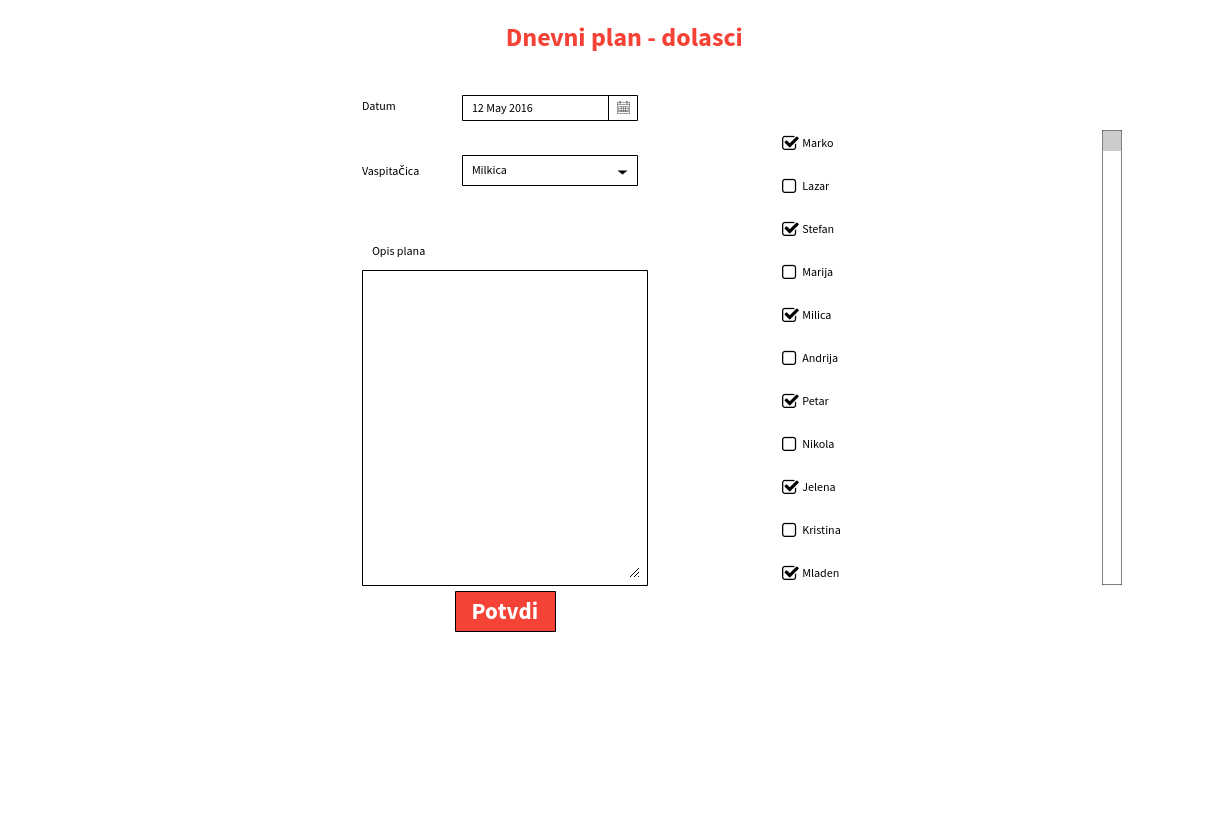 Dnevni plan - dolasci
Datum
12 May 2016
Vaspitačica
Milkica
Opis plana
Potvdi
Marko
Lazar
Stefan
Marija
Milica
Andrija
Petar
Nikola
Jelena
Kristina
Mladen